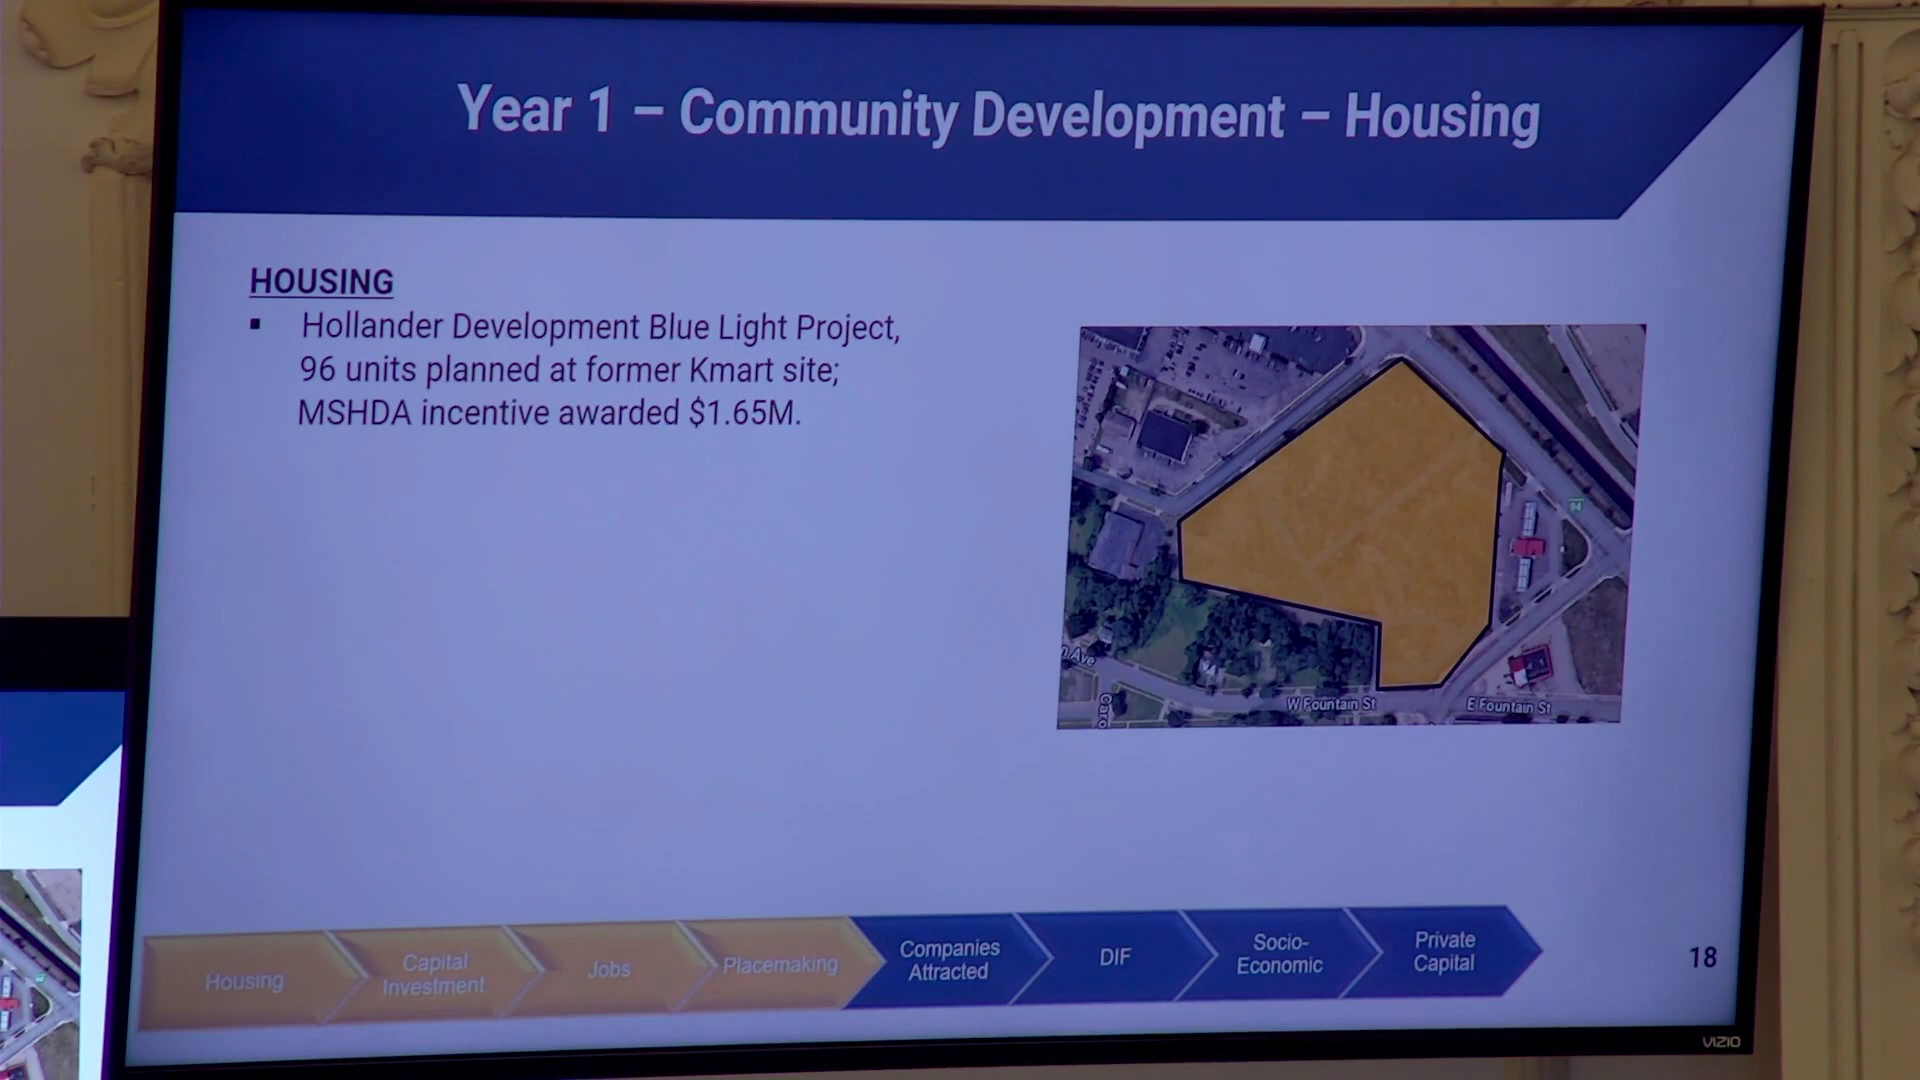 Year 1 – Community Development – Housing
HOUSING
▪ Hollander Development Blue Light Project,
96 units planned at former Kmart site;
MSHDA incentive awarded $1.65M.
94
n Ave
Caro
W Fountain St
E Fountain St
Housing
Capital
Investment
Jobs
Placemaking
Companies
Attracted
DIF
Socio-
Economic
Private
Capital
18
VIZIO